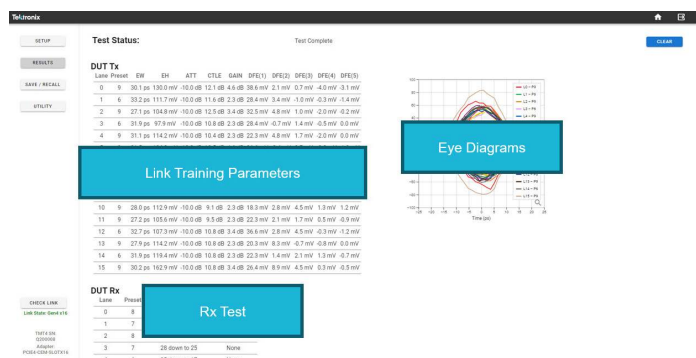 Tektronix
SETUP
RESULTS
SAVE / RECALL
UTILITY
CHECK LINK
Link State: Gen4 x16
TMT4 SN:
Q200008
Adapter:
PCIE4-CEM-SLOTX16
Test Status:
Test Complete
CLEAR
DUT Tx
Lane Preset EW EH ATT CTLE GAIN DFE(1) DFE(2) DFE(3) DFE(4) DFE(5)
0 9 30.1 ps 130.0 mV -10.0 dB 12.1 dB 4.6 dB 38.6 mV 2.1 mV 0.7 mV -4.0 mV -3.1 mV
1 6 33.2 ps 111.7 mV -10.0 dB 11.6 dB 2.3 dB 28.4 mV 3.4 mV -1.0 mV -0.3 mV -1.4 mV
2 9 27.1 ps 104.8 mV -10.0 dB 12.5 dB 3.4 dB 32.5 mV 4.8 mV 1.0 mV -2.0 mV -0.2 mV
3 6 31.9 ps 97.9 mV -10.0 dB 10.8 dB 2.3 dB 28.4 mV -0.7 mV 1.4 mV -0.5 mV 0.0 mV
4 9 31.1 ps 114.2 mV -10.0 dB 10.4 dB 2.3 dB 22.3 mV 4.8 mV 1.7 mV -2.0 mV 0.0 mV
Link Training Parameters
10 9 28.0 ps 112.9 mV -10.0 dB 9.1 dB 2.3 dB 18.3 mV 2.8 mV 4.5 mV 1.3 mV 1.2 mV
11 9 27.2 ps 105.6 mV -10.0 dB 9.5 dB 2.3 dB 22.3 mV 2.1 mV 1.7 mV 0.5 mV -0.9 mV
12 6 32.7 ps 107.3 mV -10.0 dB 10.8 dB 3.4 dB 36.6 mV 2.8 mV 4.5 mV -0.3 mV -1.2 mV
13 9 27.9 ps 114.2 mV -10.0 dB 10.8 dB 2.3 dB 20.3 mV 8.3 mV -0.7 mV -0.8 mV 0.0 mV
14 6 31.9 ps 119.4 mV -10.0 dB 10.8 dB 2.3 dB 22.3 mV 1.4 mV 2.1 mV 1.3 mV -0.7 mV
15 9 30.2 ps 162.9 mV -10.0 dB 10.8 dB 3.4 dB 26.4 mV 8.9 mV 4.5 mV 0.3 mV -0.5 mV
Eye Diagrams
Time (ps)
DUT Rx
Lane Preset
0 8
1 7
2 8
3 7 28 down to 25 None
Rx Test